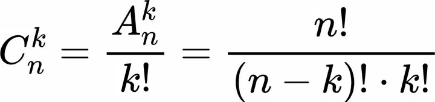 C_n^k = \frac{A_n^k}{k!} = \frac{n!}{(n-k)! \cdot k!}